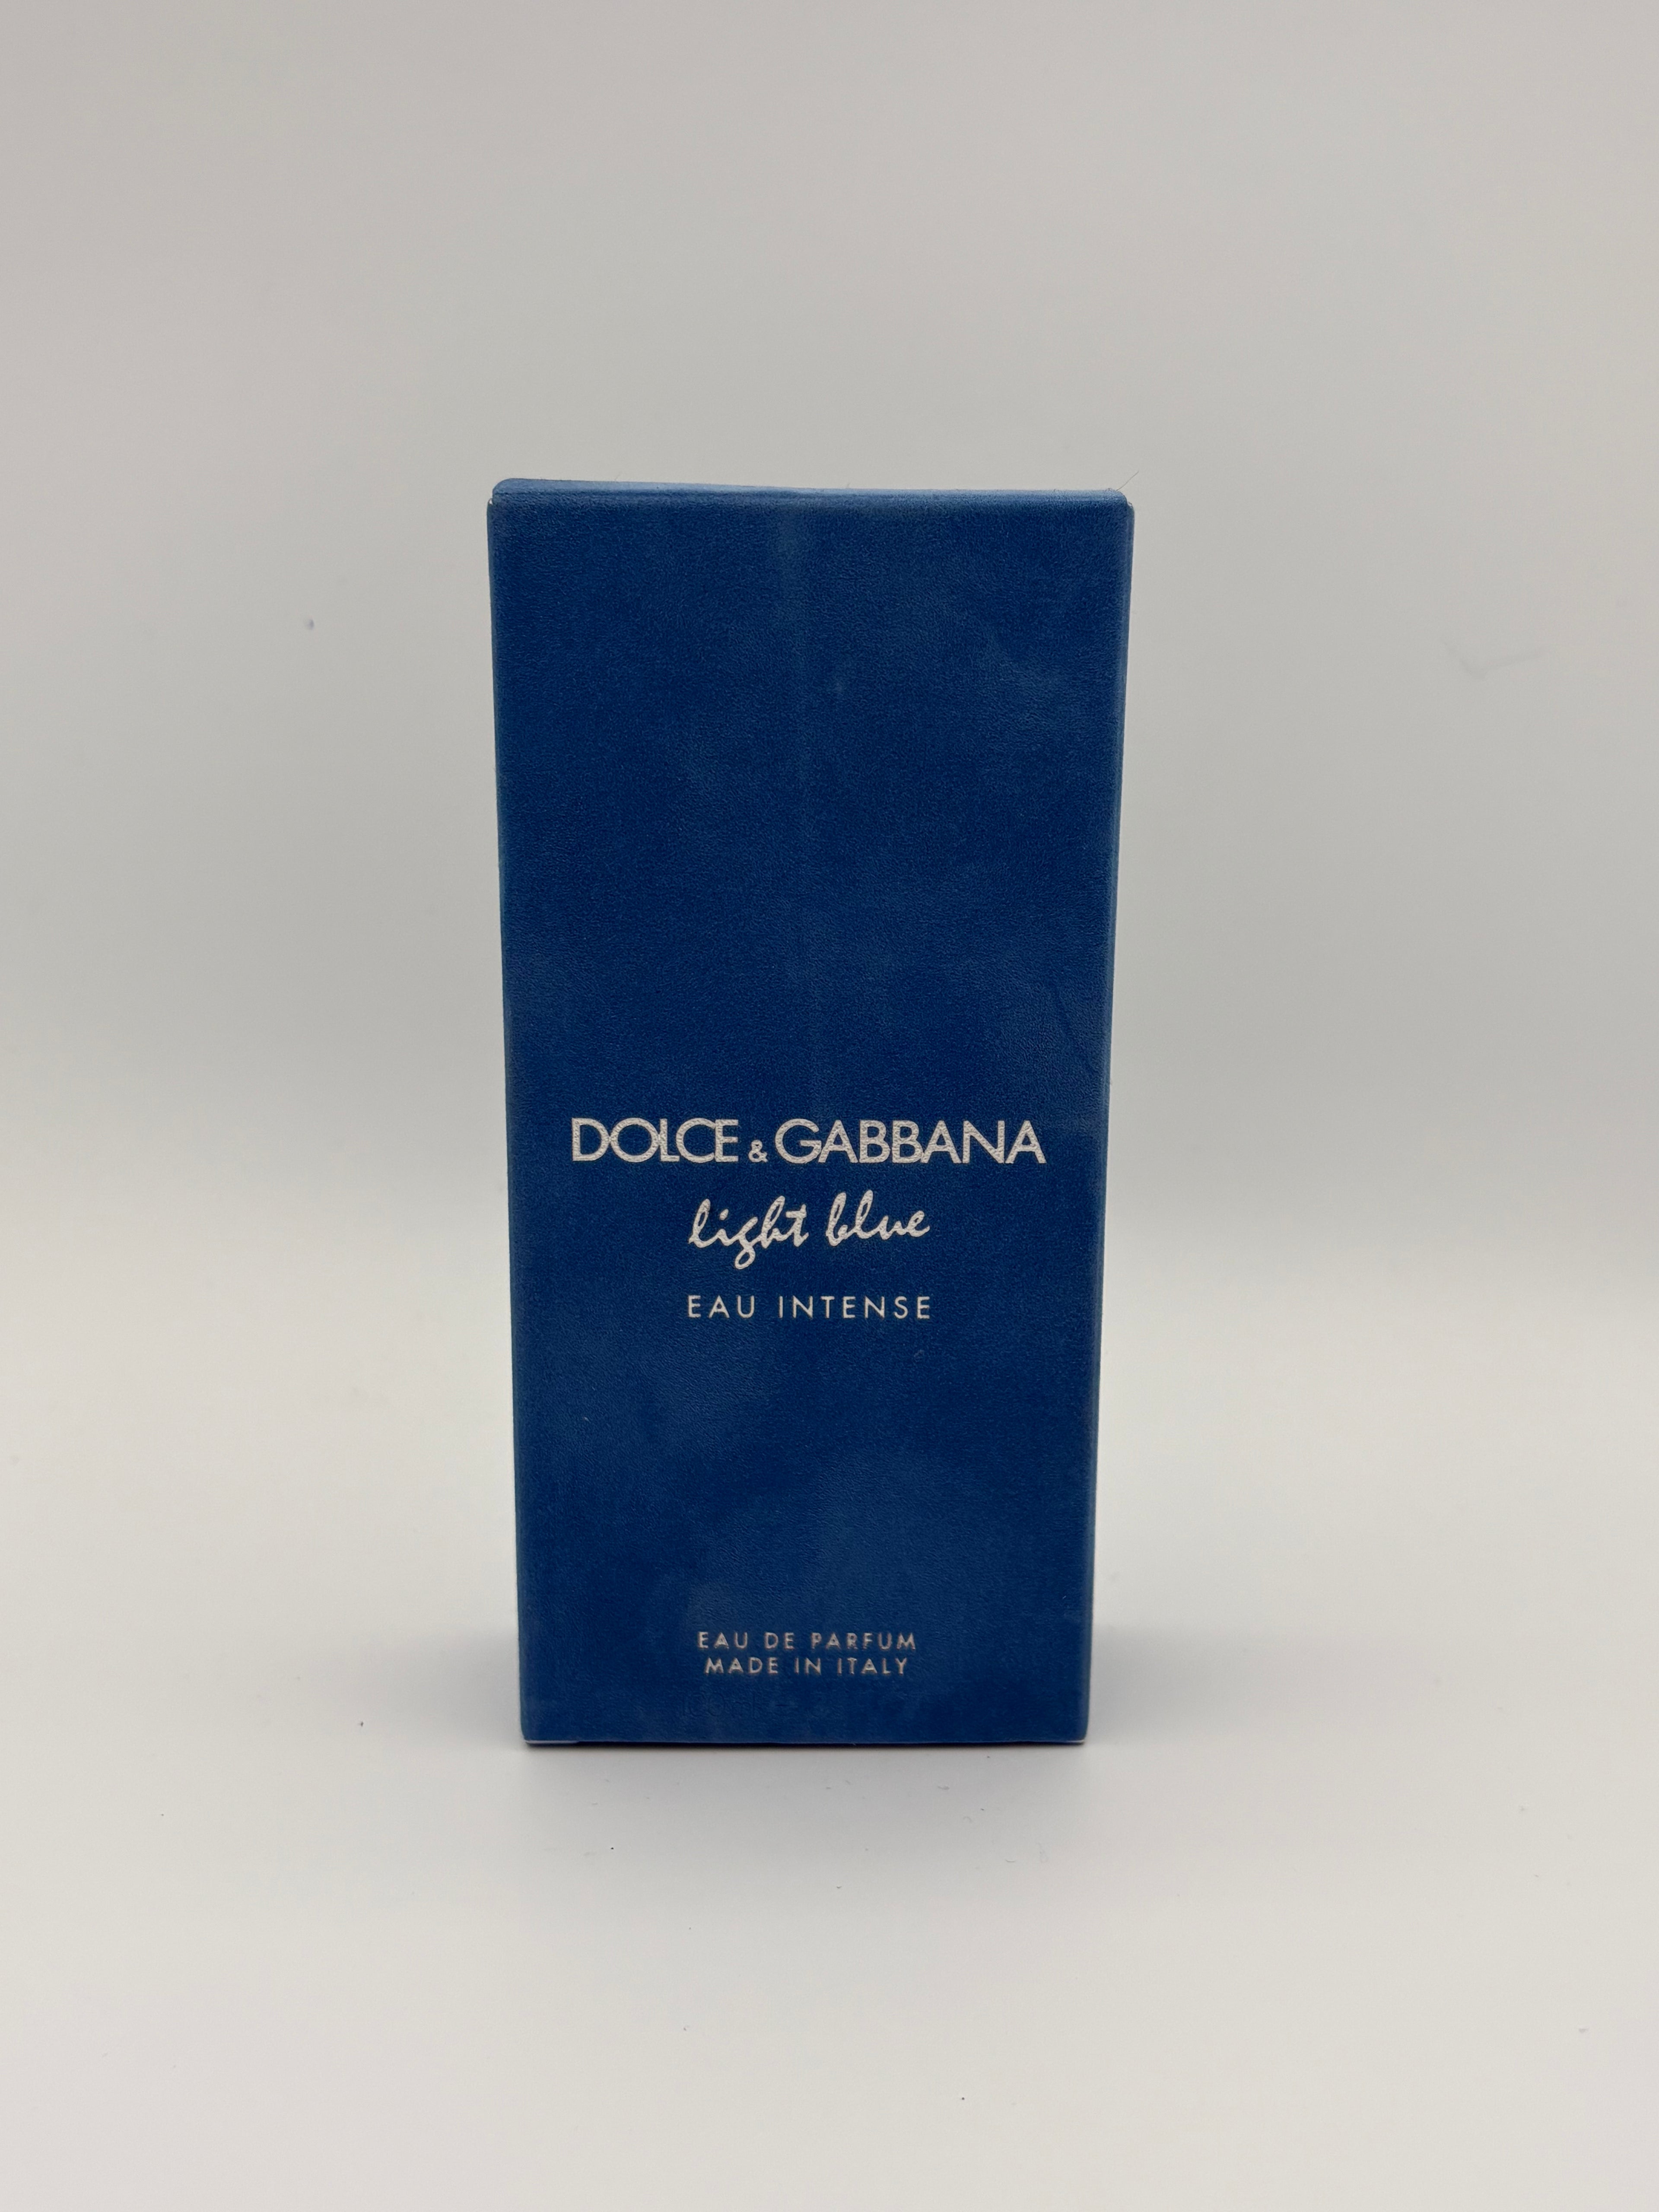 DOLCE & GABBANA
light blue
EAU INTENSE
EAU DE PARFUM
MADE IN ITALY